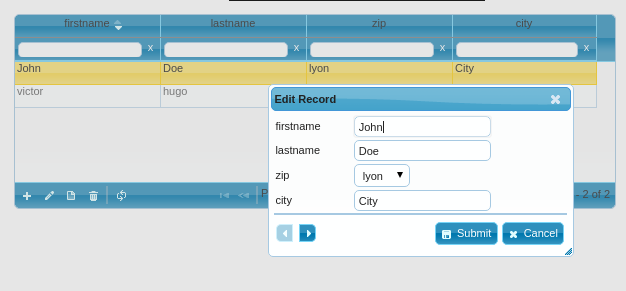 firstname lastname zip city
x x x x
John Doe lyon City
victor hugo
Edit Record
firstname John
lastname Doe
zip lyon
city City
Submit Cancel
- 2 of 2